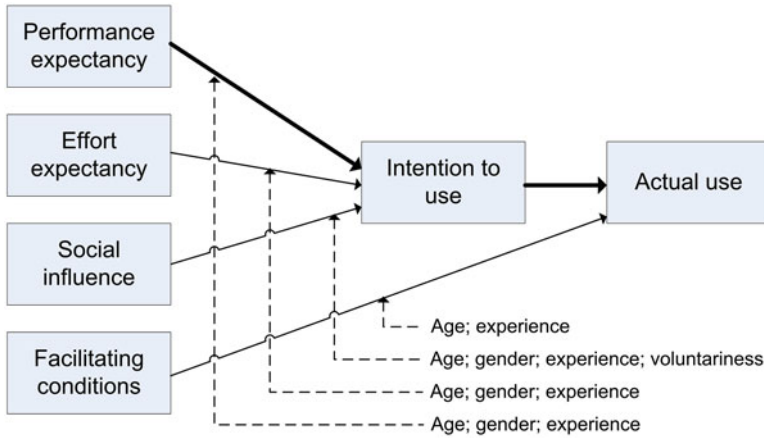 Performance
expectancy
Effort
expectancy
Social
influence
Facilitating
conditions
Intention to
use
Actual use
Age; experience
Age; gender; experience; voluntariness
Age; gender; experience
Age; gender; experience